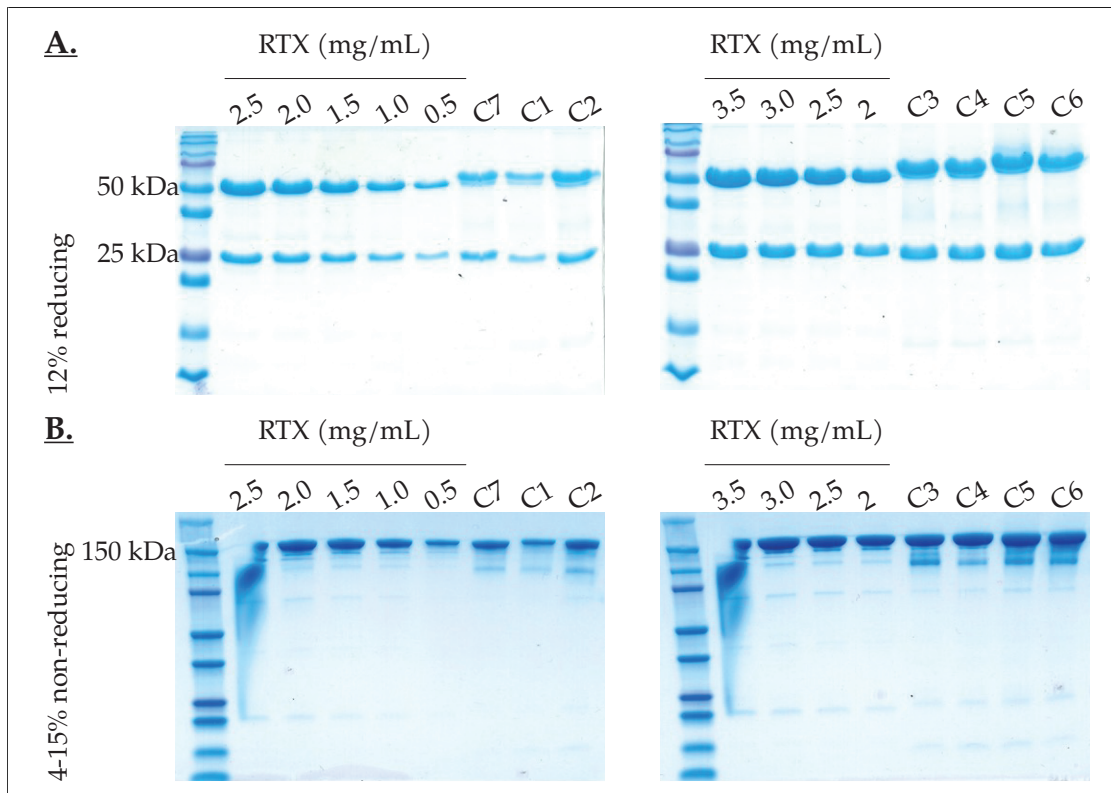 A.
RTX (mg/mL)
2.5 2.0 1.5 1.0 0.5 C7 C1 C2
50 kDa
25 kDa
12% reducing
RTX (mg/mL)
3.5 3.0 2.5 2 C3 C4 C5 C6
B.
RTX (mg/mL)
2.5 2.0 1.5 1.0 0.5 C7 C1 C2
150 kDa
4-15% non-reducing
RTX (mg/mL)
3.5 3.0 2.5 2 C3 C4 C5 C6